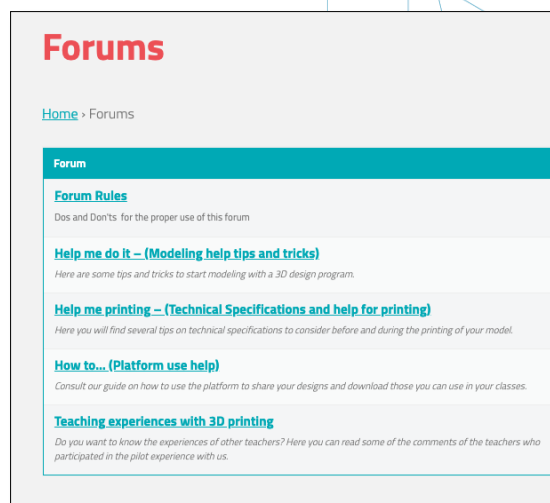 Forums
Home › Forums
Forum
Forum Rules
Dos and Don'ts for the proper use of this forum
Help me do it – (Modeling help tips and tricks)
Here are some tips and tricks to start modeling with a 3D design program.
Help me printing – (Technical Specifications and help for printing)
Here you will find several tips on technical specifications to consider before and during the printing of your model.
How to... (Platform use help)
Consult our guide on how to use the platform to share your designs and download those you can use in your classes.
Teaching experiences with 3D printing
Do you want to know the experiences of other teachers? Here you can read some of the comments of the teachers who
participated in the pilot experience with us.